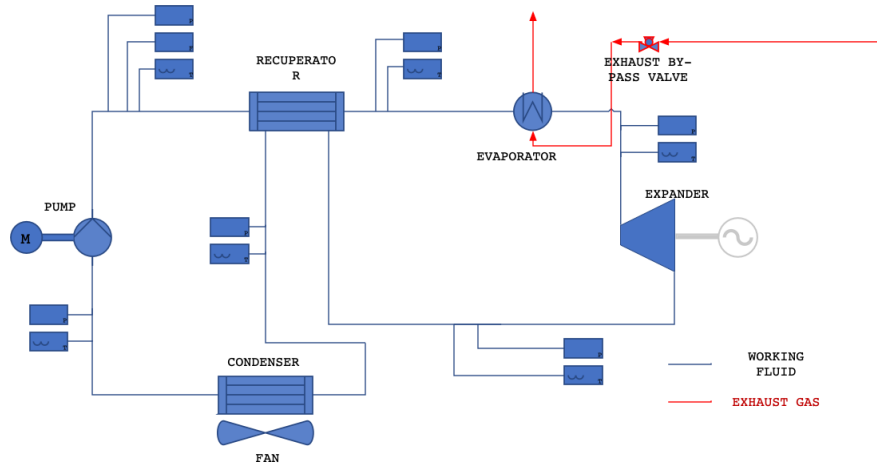 P
P
T
P
T
RECUPERATO
R
EXHAUST BY-
PASS VALVE
EVAPORATOR
P
T
EXPANDER
PUMP
M
P
T
P
T
CONDENSER
P
T
WORKING
FLUID
EXHAUST GAS
FAN